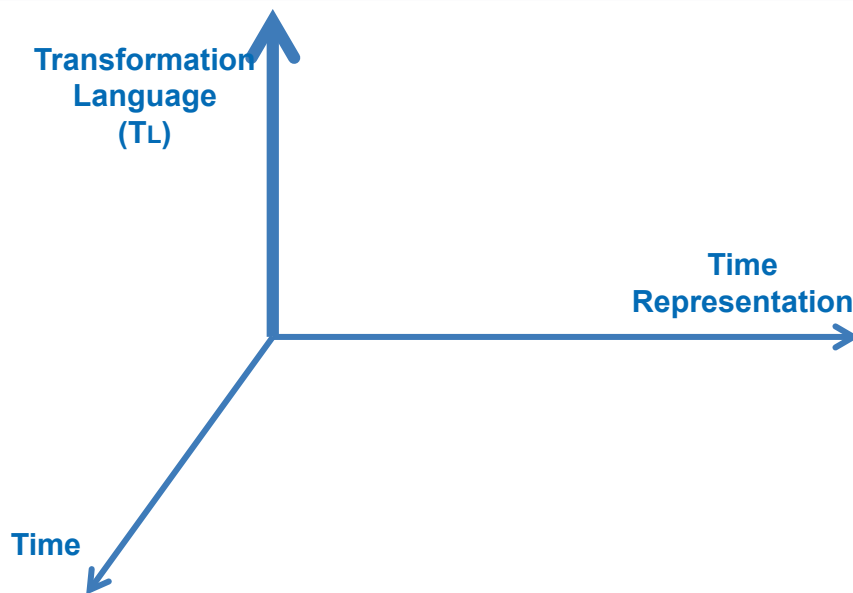 Transformation
Language
(TL)
Time
Representation
Time